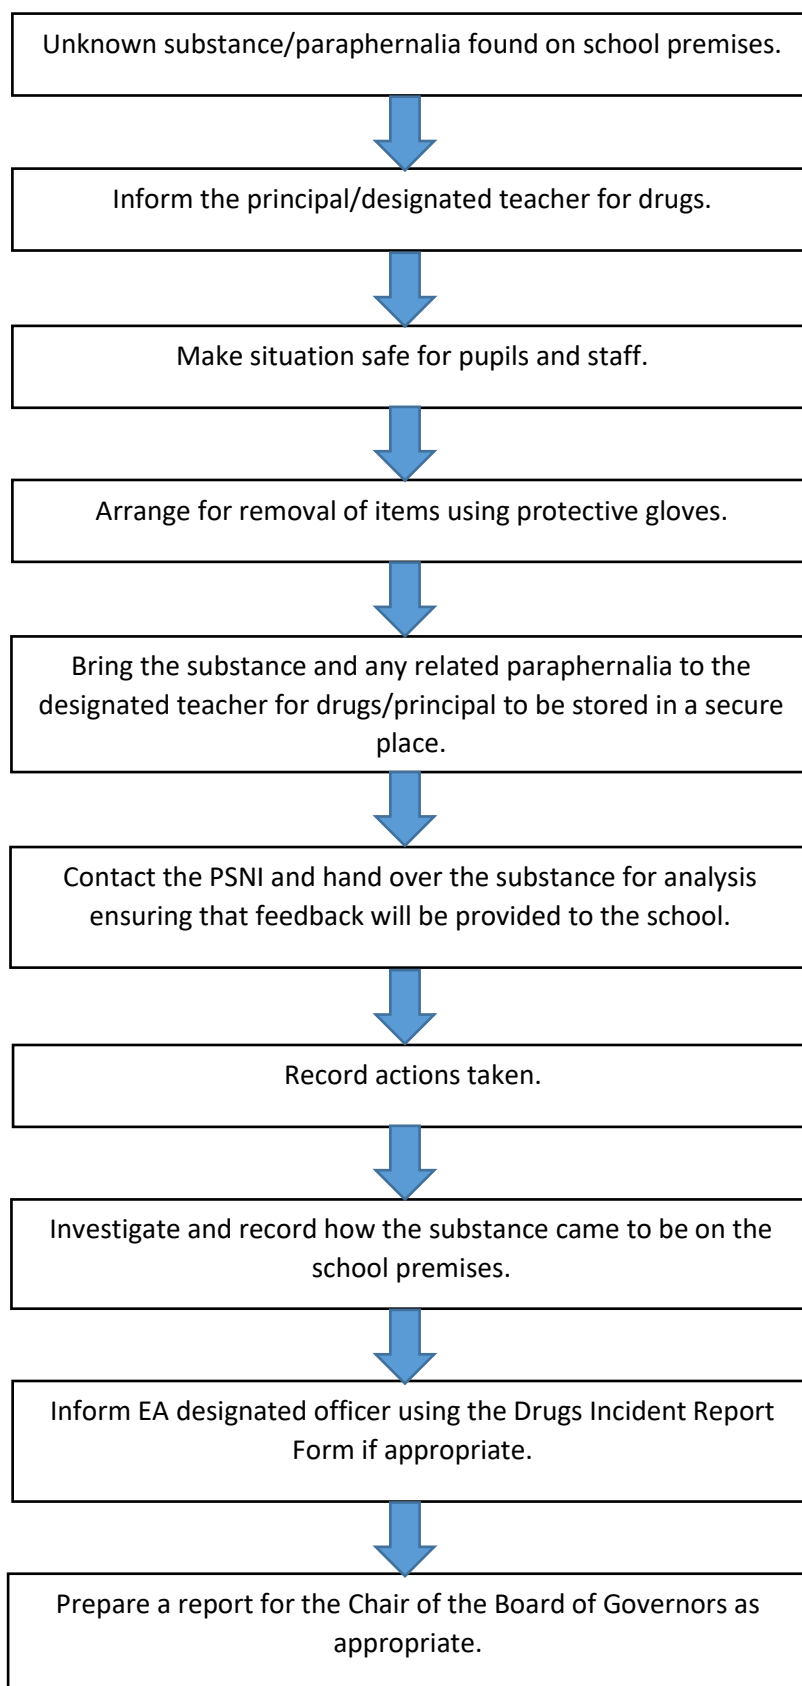 Unknown substance/paraphernalia found on school premises.
Inform the principal/designated teacher for drugs.
Make situation safe for pupils and staff.
Arrange for removal of items using protective gloves.
Bring the substance and any related paraphernalia to the
designated teacher for drugs/principal to be stored in a secure
place.
Contact the PSNI and hand over the substance for analysis
ensuring that feedback will be provided to the school.
Record actions taken.
Investigate and record how the substance came to be on the
school premises.
Inform EA designated officer using the Drugs Incident Report
Form if appropriate.
Prepare a report for the Chair of the Board of Governors as
appropriate.